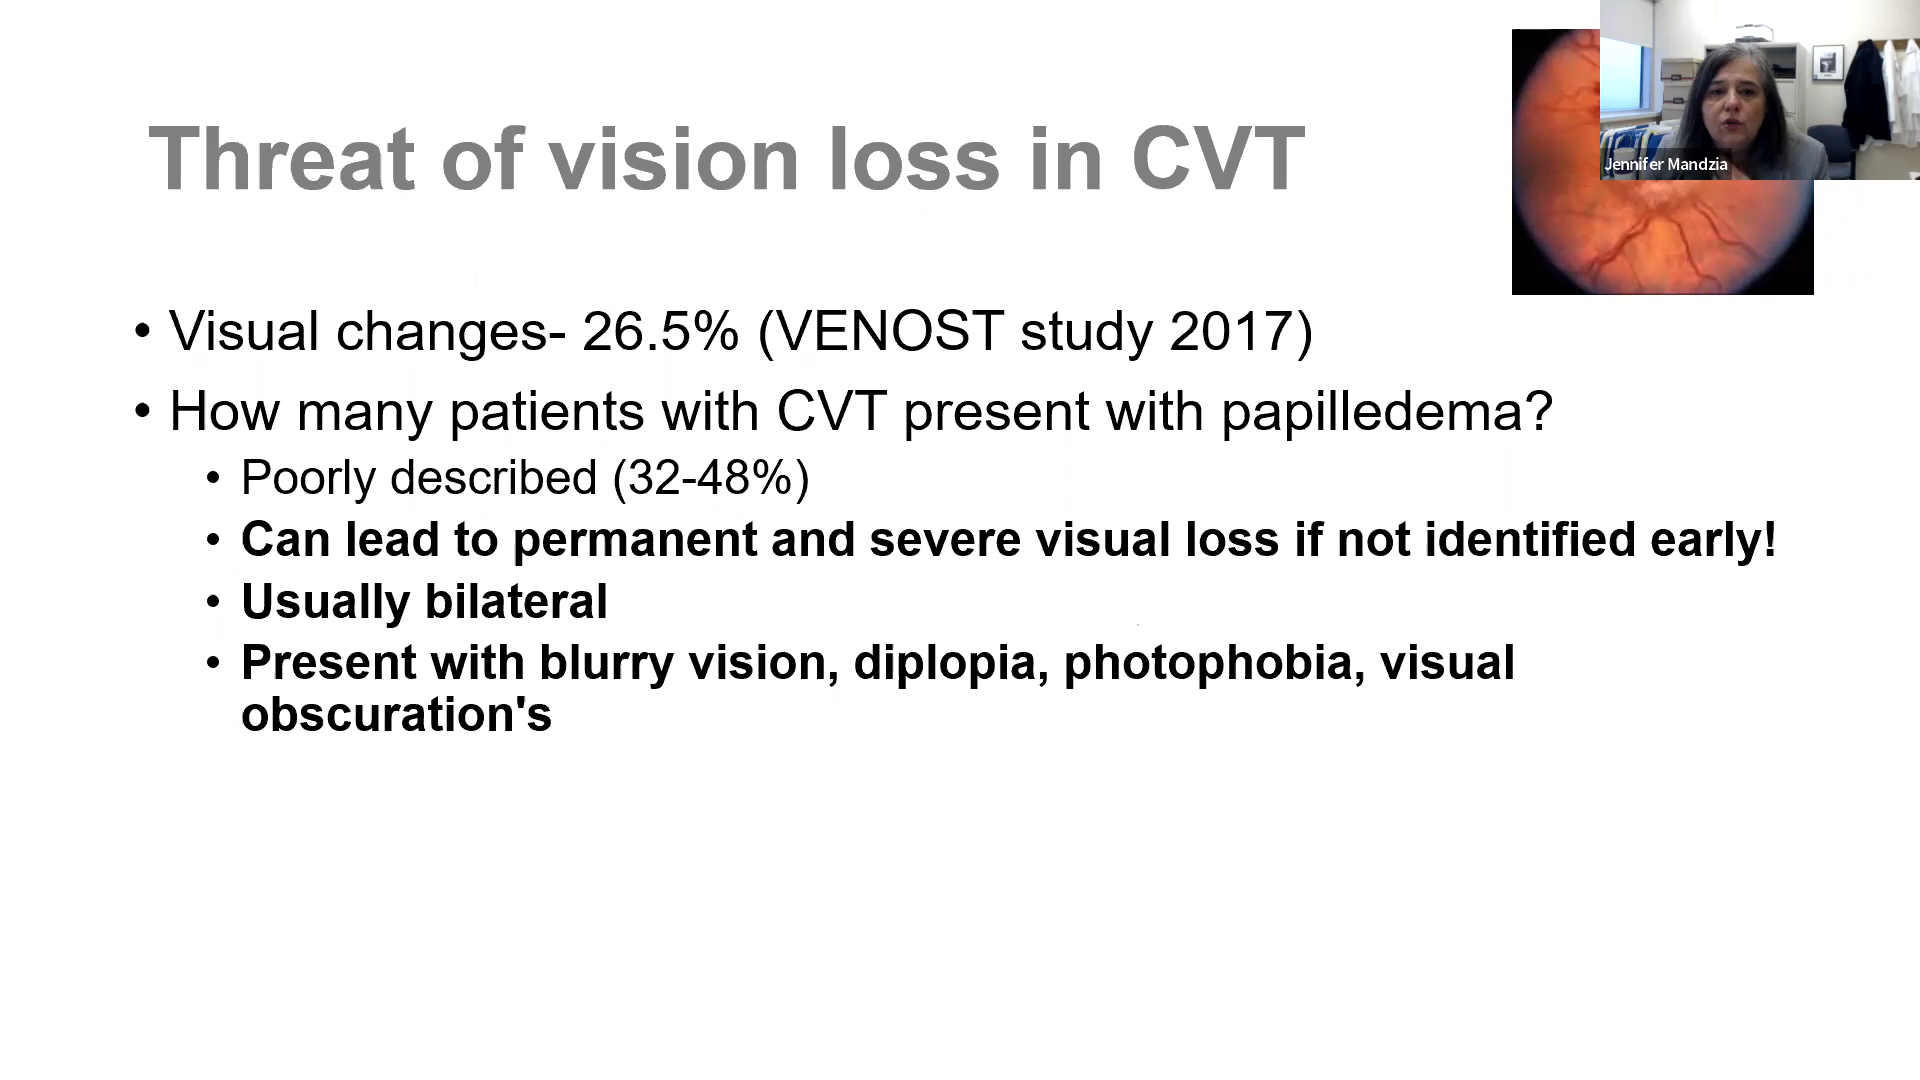 Threat of vision loss in CVT
Jennifer Mandzia
• Visual changes- 26.5% (VENOST study 2017)
• How many patients with CVT present with papilledema?
• Poorly described (32-48%)
• Can lead to permanent and severe visual loss if not identified early!
• Usually bilateral
• Present with blurry vision, diplopia, photophobia, visual
obscuration's